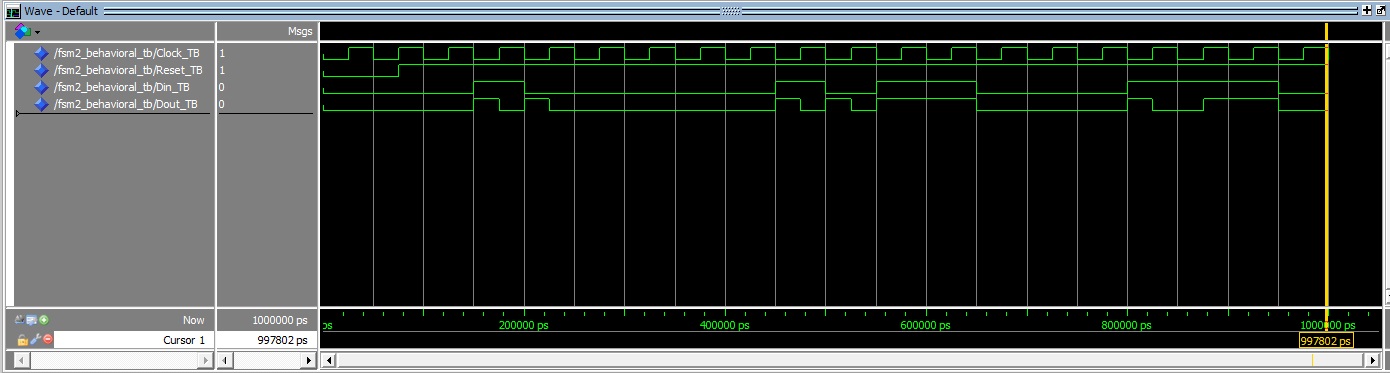 Wave - Default
Msgs
/fsm2_behavioral_tb/Clock_TB 1
/fsm2_behavioral_tb/Reset_TB 1
/fsm2_behavioral_tb/Din_TB 0
/fsm2_behavioral_tb/Dout_TB 0
Now 1000000 ps ps 200000 ps 400000 ps 600000 ps 800000 ps 1000000 ps
Cursor 1 997802 ps 997802 ps